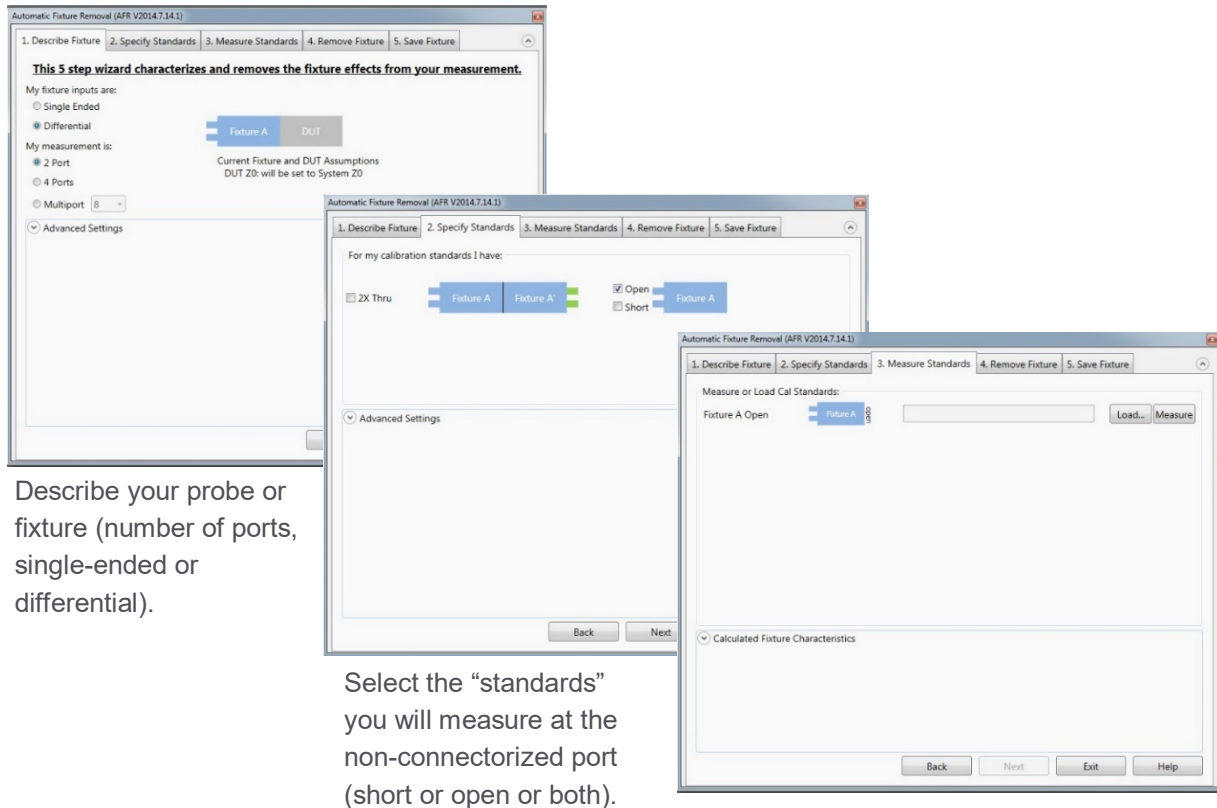 Automatic Fixture Removal (AFR V2014.7.14.1)
1. Describe Fixture 2. Specify Standards 3. Measure Standards 4. Remove Fixture 5. Save Fixture
This 5 step wizard characterizes and removes the fixture effects from your measurement.
My fixture inputs are:
Single Ended
Differential
My measurement is:
2 Port
4 Ports
Multiport 8
Fixture A DUT
Current Fixture and DUT Assumptions
DUT Z0: will be set to System Z0
Advanced Settings
Describe your probe or
fixture (number of ports,
single-ended or
differential).
Automatic Fixture Removal (AFR V2014.7.14.1)
1. Describe Fixture 2. Specify Standards 3. Measure Standards 4. Remove Fixture 5. Save Fixture
For my calibration standards I have:
2X Thru Fixture A Fixture A'
Open
Short
Fixture A
Advanced Settings
Back Next
Select the “standards”
you will measure at the
non-connectorized port
(short or open or both).
Automatic Fixture Removal (AFR V2014.7.14.1)
1. Describe Fixture 2. Specify Standards 3. Measure Standards 4. Remove Fixture 5. Save Fixture
Measure or Load Cal Standards:
Fixture A Open Fixture A open Load... Measure
Calculated Fixture Characteristics
Back Next Exit Help